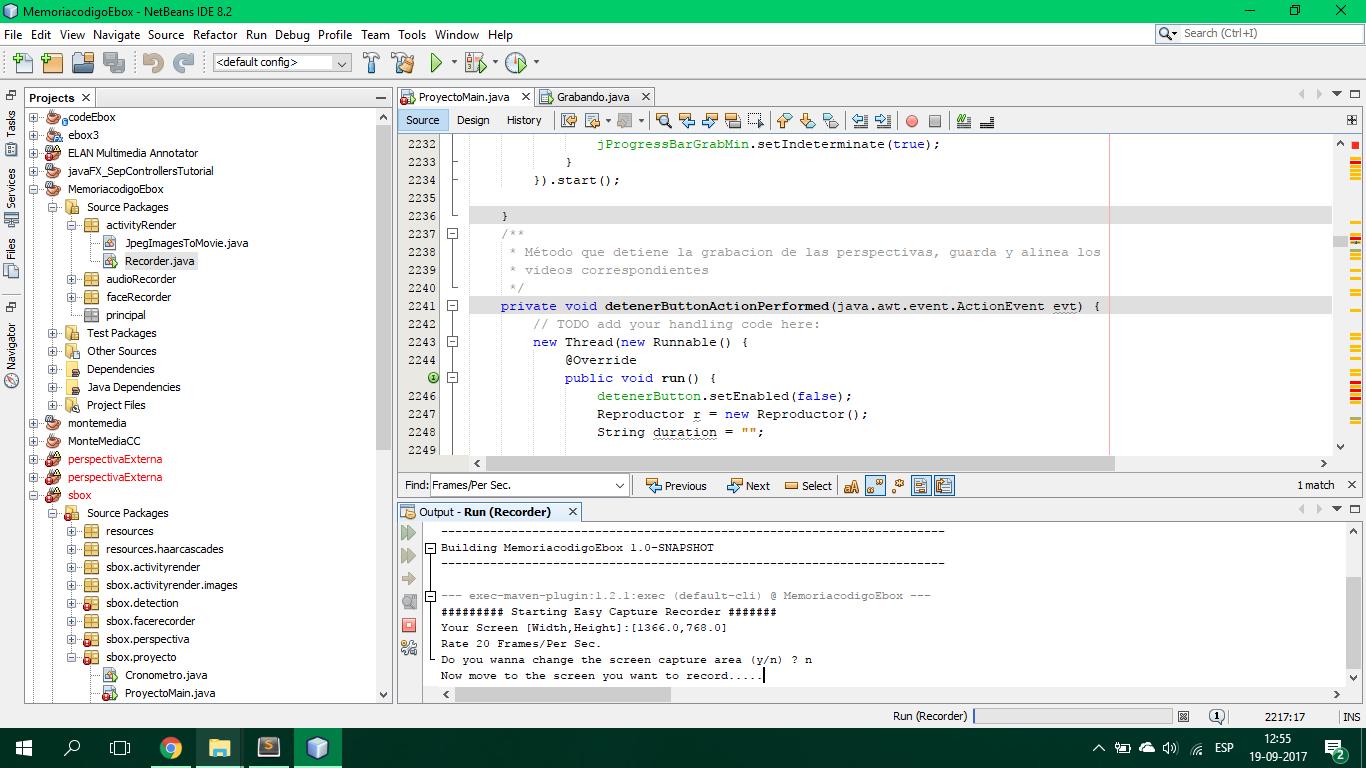 MemoriacodigoEbox - NetBeans IDE 8.2
File Edit View Navigate Source Refactor Run Debug Profile Team Tools Window Help
Search (Ctrl+I)
<default config>
Tasks
Services
Files
Navigator
Projects
codeEbox
ebox3
ELAN Multimedia Annotator
javaFX_SepControllersTutorial
MemoriacodigoEbox
Source Packages
activityRender
JpegImagesToMovie.java
Recorder.java
audioRecorder
faceRecorder
principal
Test Packages
Other Sources
Dependencies
Java Dependencies
Project Files
montemedia
MonteMediaCC
perspectivaExterna
perspectivaExterna
sbox
Source Packages
resources
resources.haarcascades
sbox.activityrender
sbox.activityrender.images
sbox.detection
sbox.facerecorder
sbox.perspectiva
sbox.proyecto
Cronometro.java
ProyectoMain.java
ProyectoMain.java Grabando.java
Source Design History
2232 jProgressBarGrabMin.setIndeterminate(true);
2233 }
2234 }).start();
2235
2236 }
2237 /**
2238 * Método que detiene la grabacion de las perspectivas, guarda y alinea los
2239 * videos correspondientes
2240 */
2241 private void detenerButtonActionPerformed(java.awt.event.ActionEvent evt) {
2242 // TODO add your handling code here:
2243 new Thread(new Runnable() {
2244 @Override
public void run() {
2246 detenerButton.setEnabled(false);
2247 Reproductor r = new Reproductor();
2248 String duration = "";
2249
Find: Frames/Per Sec. Previous Next Select 1 match
Output - Run (Recorder)
------------------------------------------------------------------------
Building MemoriacodigoEbox 1.0-SNAPSHOT
------------------------------------------------------------------------
--- exec-maven-plugin:1.2.1:exec (default-cli) @ MemoriacodigoEbox ---
######### Starting Easy Capture Recorder #######
Your Screen [Width,Height]:[1366.0,768.0]
Rate 20 Frames/Per Sec.
Do you wanna change the screen capture area (y/n) ? n
Now move to the screen you want to record.....
Run (Recorder) 1 2217:17 INS
ESP
12:55
19-09-2017
2